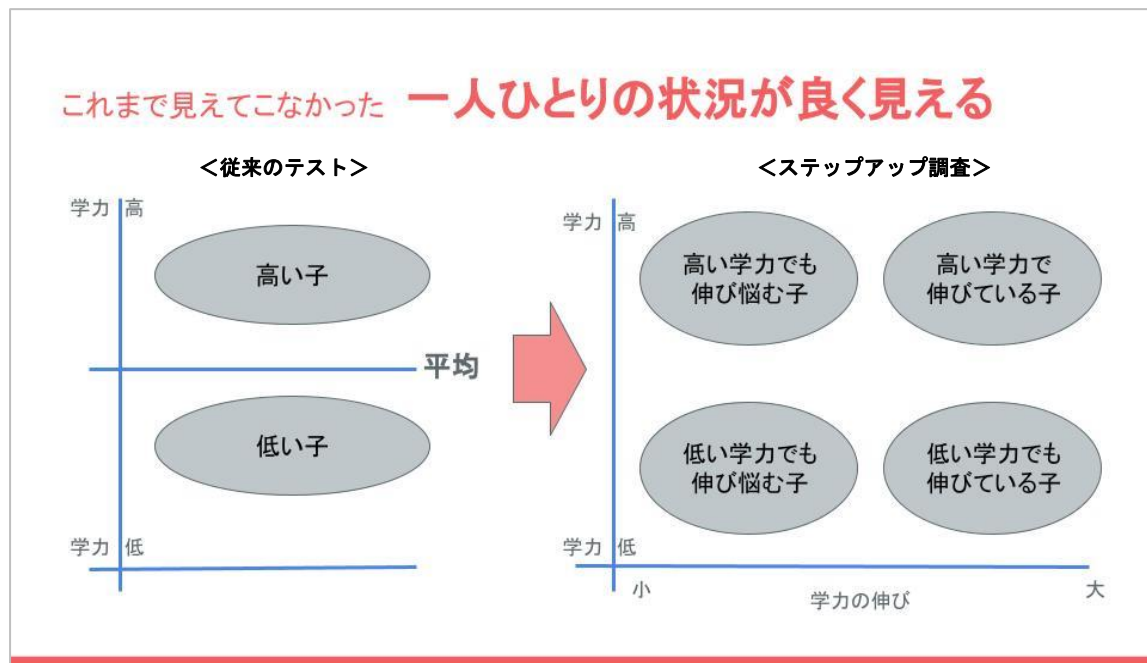 これまで見えてこなかった 一人ひとりの状況が良く見える
＜従来のテスト＞
学力 高
高い子
平均
低い子
学力 低
＜ステップアップ調査＞
学力 高
高い学力でも
伸び悩む子
高い学力で
伸びている子
低い学力でも
伸び悩む子
低い学力でも
伸びている子
学力 低
小
学力の伸び
大